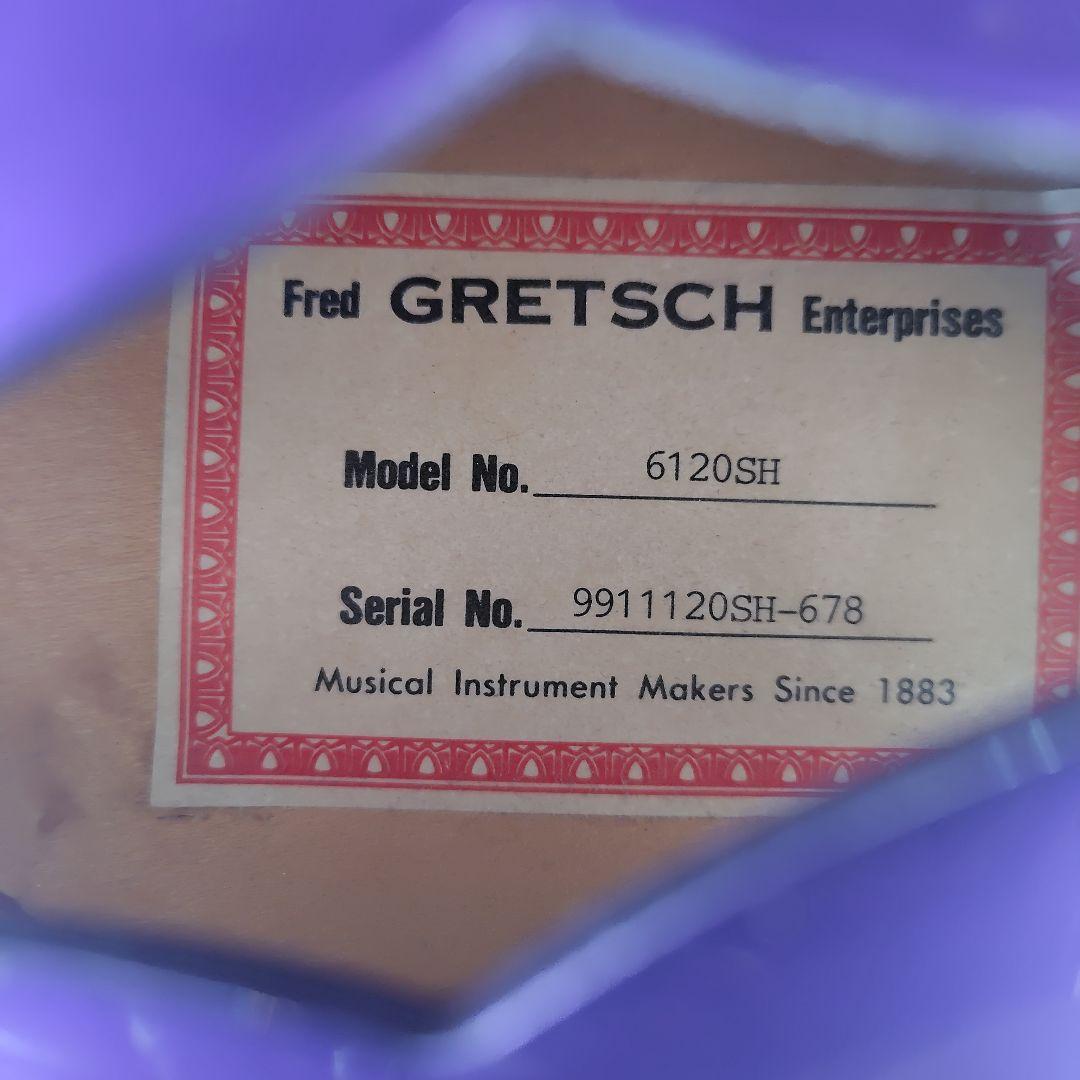 Fred GRETSCH Enterprises
Model No. 6120SH
Serial No. 9911120SH-678
Musical Instrument Makers Since 1883